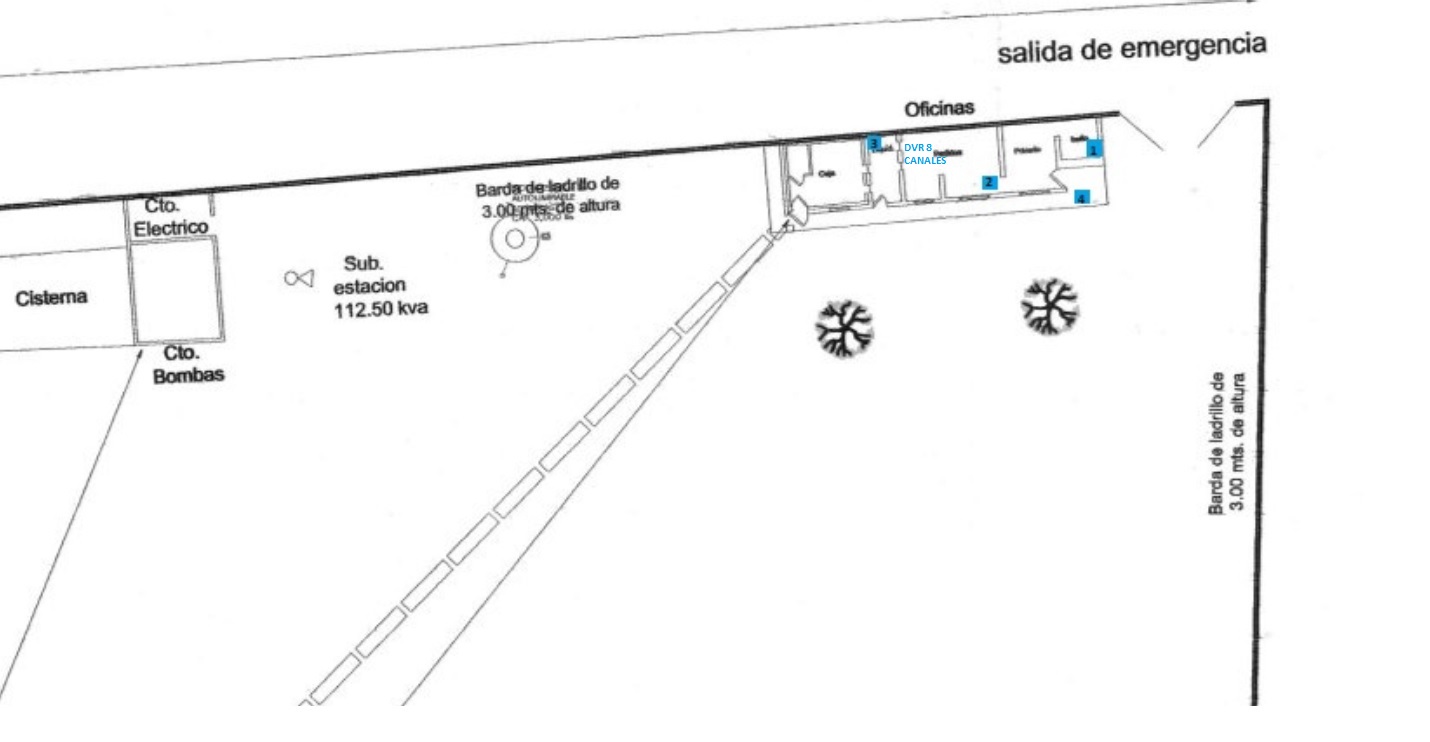 salida de emergencia
Oficinas
3
DVR 8
CANALES
Privado
baño
1
Caja
2
4
Barda de ladrillo de
AUTOLIMPIABLE
3.00 mts. de altura
Cto.
Electrico
Sub.
estacion
112.50 kva
Cisterna
Cto.
Bombas
Barda de ladrillo de
3.00 mts. de altura